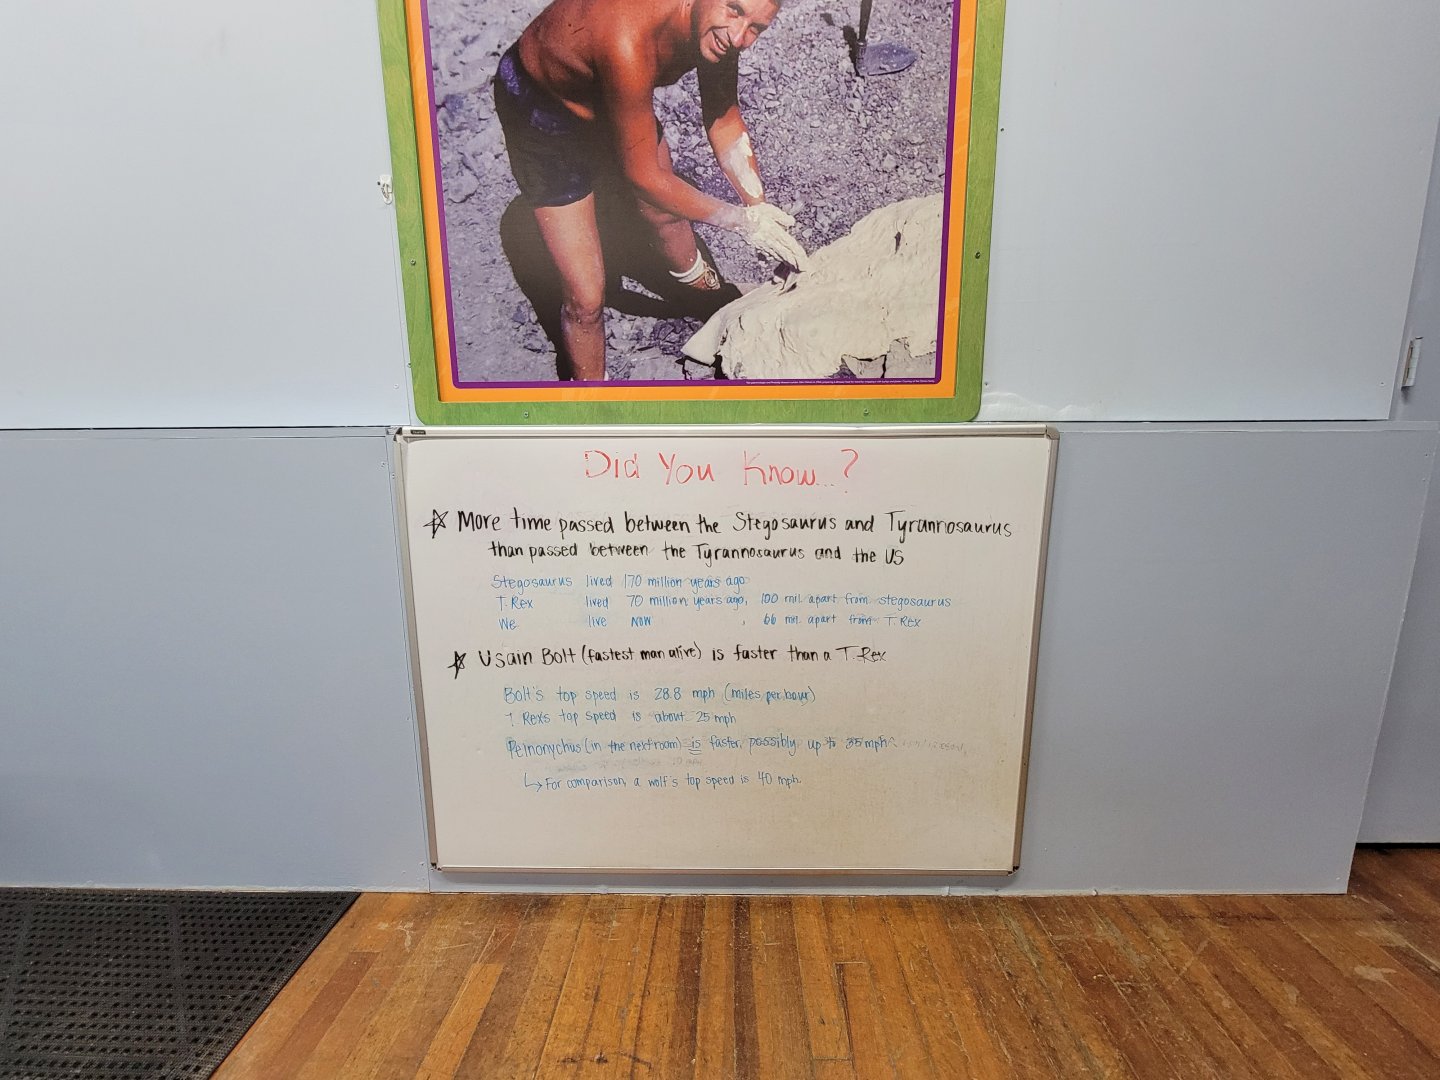 Did You Know...?
☆ More time passed between the Stegosaurus and Tyrannosaurus
than passed between the Tyrannosaurus and the US
Stegosaurus lived 170 million years ago
T. Rex lived 70 million years ago, 100 mil. apart from stegosaurus
We live NOW, 66 mil. apart from T. Rex
☆ Usain Bolt (fastest man alive) is faster than a T. Rex
Bolt's top speed is 28.8 mph (miles per hour)
T. Rex's top speed is about 25 mph
Deinonychus (in the next room) is faster, possibly up to 35 mph
↳ For comparison, a wolf's top speed is 40 mph.